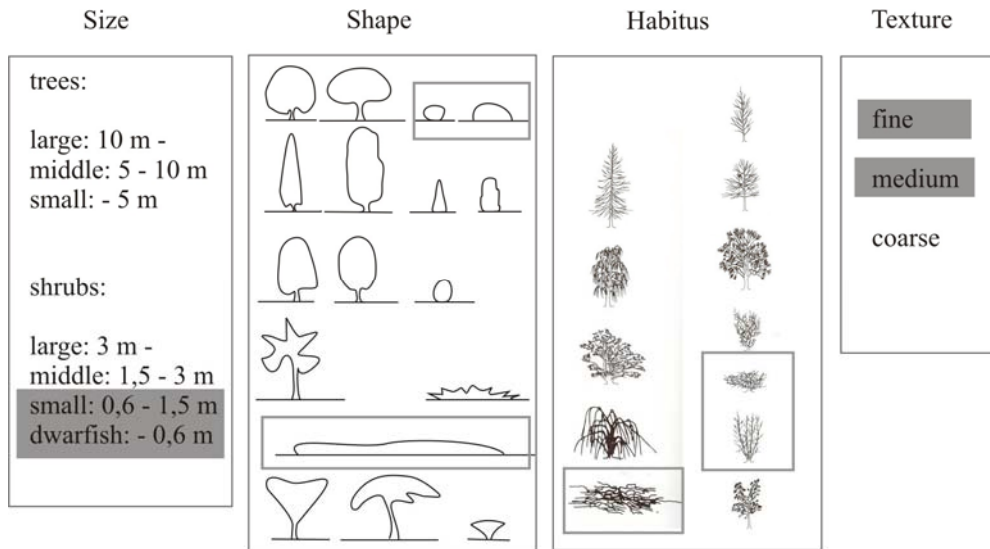 Size
Shape
Habitus
Texture
trees:
large: 10 m -
middle: 5 - 10 m
small: - 5 m
shrubs:
large: 3 m -
middle: 1,5 - 3 m
small: 0,6 - 1,5 m
dwarfish: - 0,6 m
fine
medium
coarse